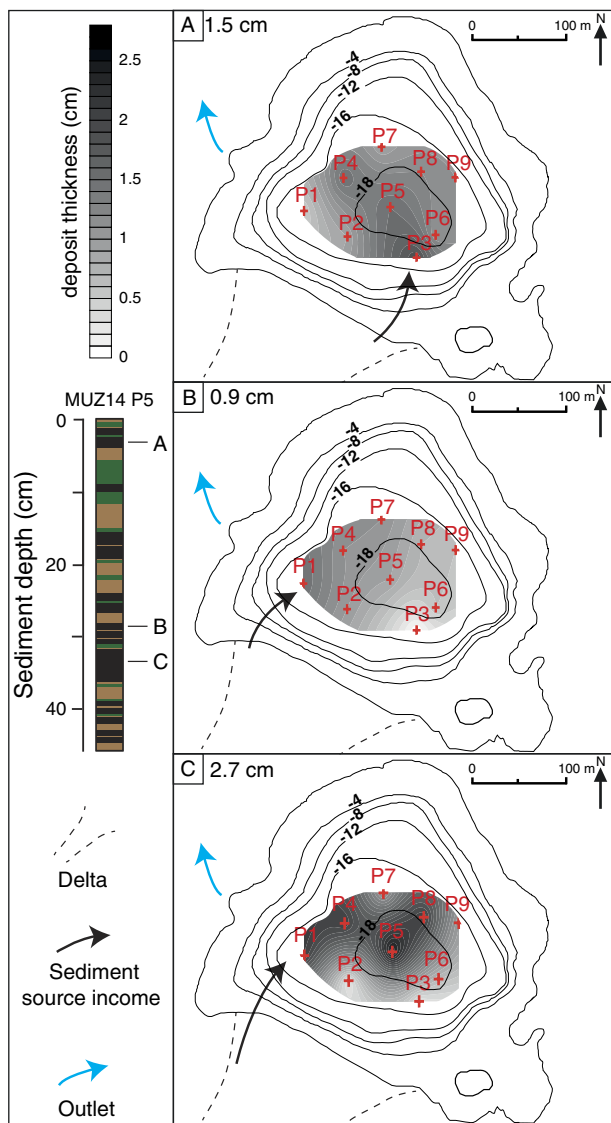 deposit thickness (cm)
2.5
2
1.5
1
0.5
0
MUZ14 P5
Sediment depth (cm)
0
20
40
A
B
C
Delta
Sediment
source income
Outlet
A 1.5 cm
0 100 m
N
-4
-8
-12
-16
-18
P7
P4
P8
P9
P1
P5
P2
P6
P3
B 0.9 cm
0 100 m
N
-4
-8
-12
-16
-18
P7
P4
P8
P9
P1
P5
P2
P6
P3
C 2.7 cm
0 100 m
N
-4
-8
-12
-16
-18
P7
P4
P8
P9
P1
P5
P2
P6
P3